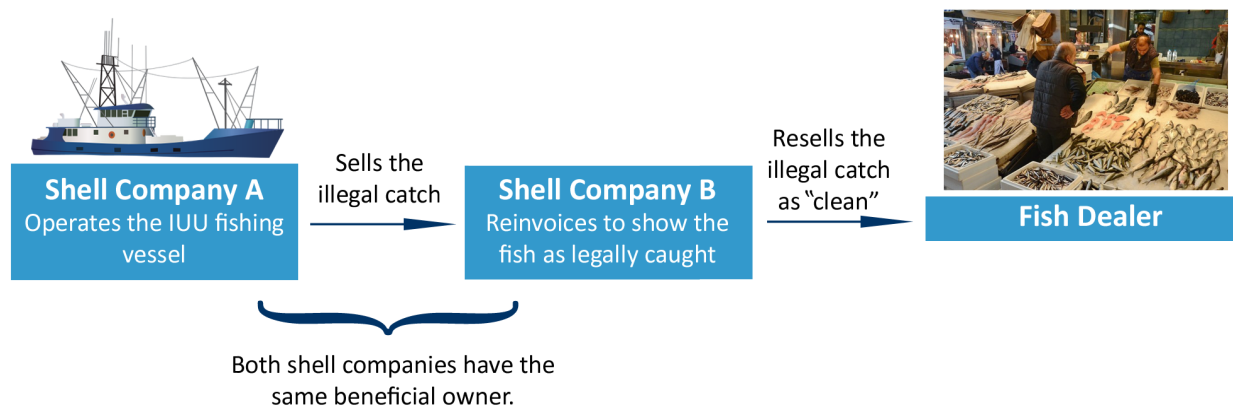 Shell Company A
Operates the IUU fishing
vessel
Sells the
illegal catch
Shell Company B
Reinvoices to show the
fish as legally caught
Resells the
illegal catch
as “clean”
Fish Dealer
Both shell companies have the
same beneficial owner.